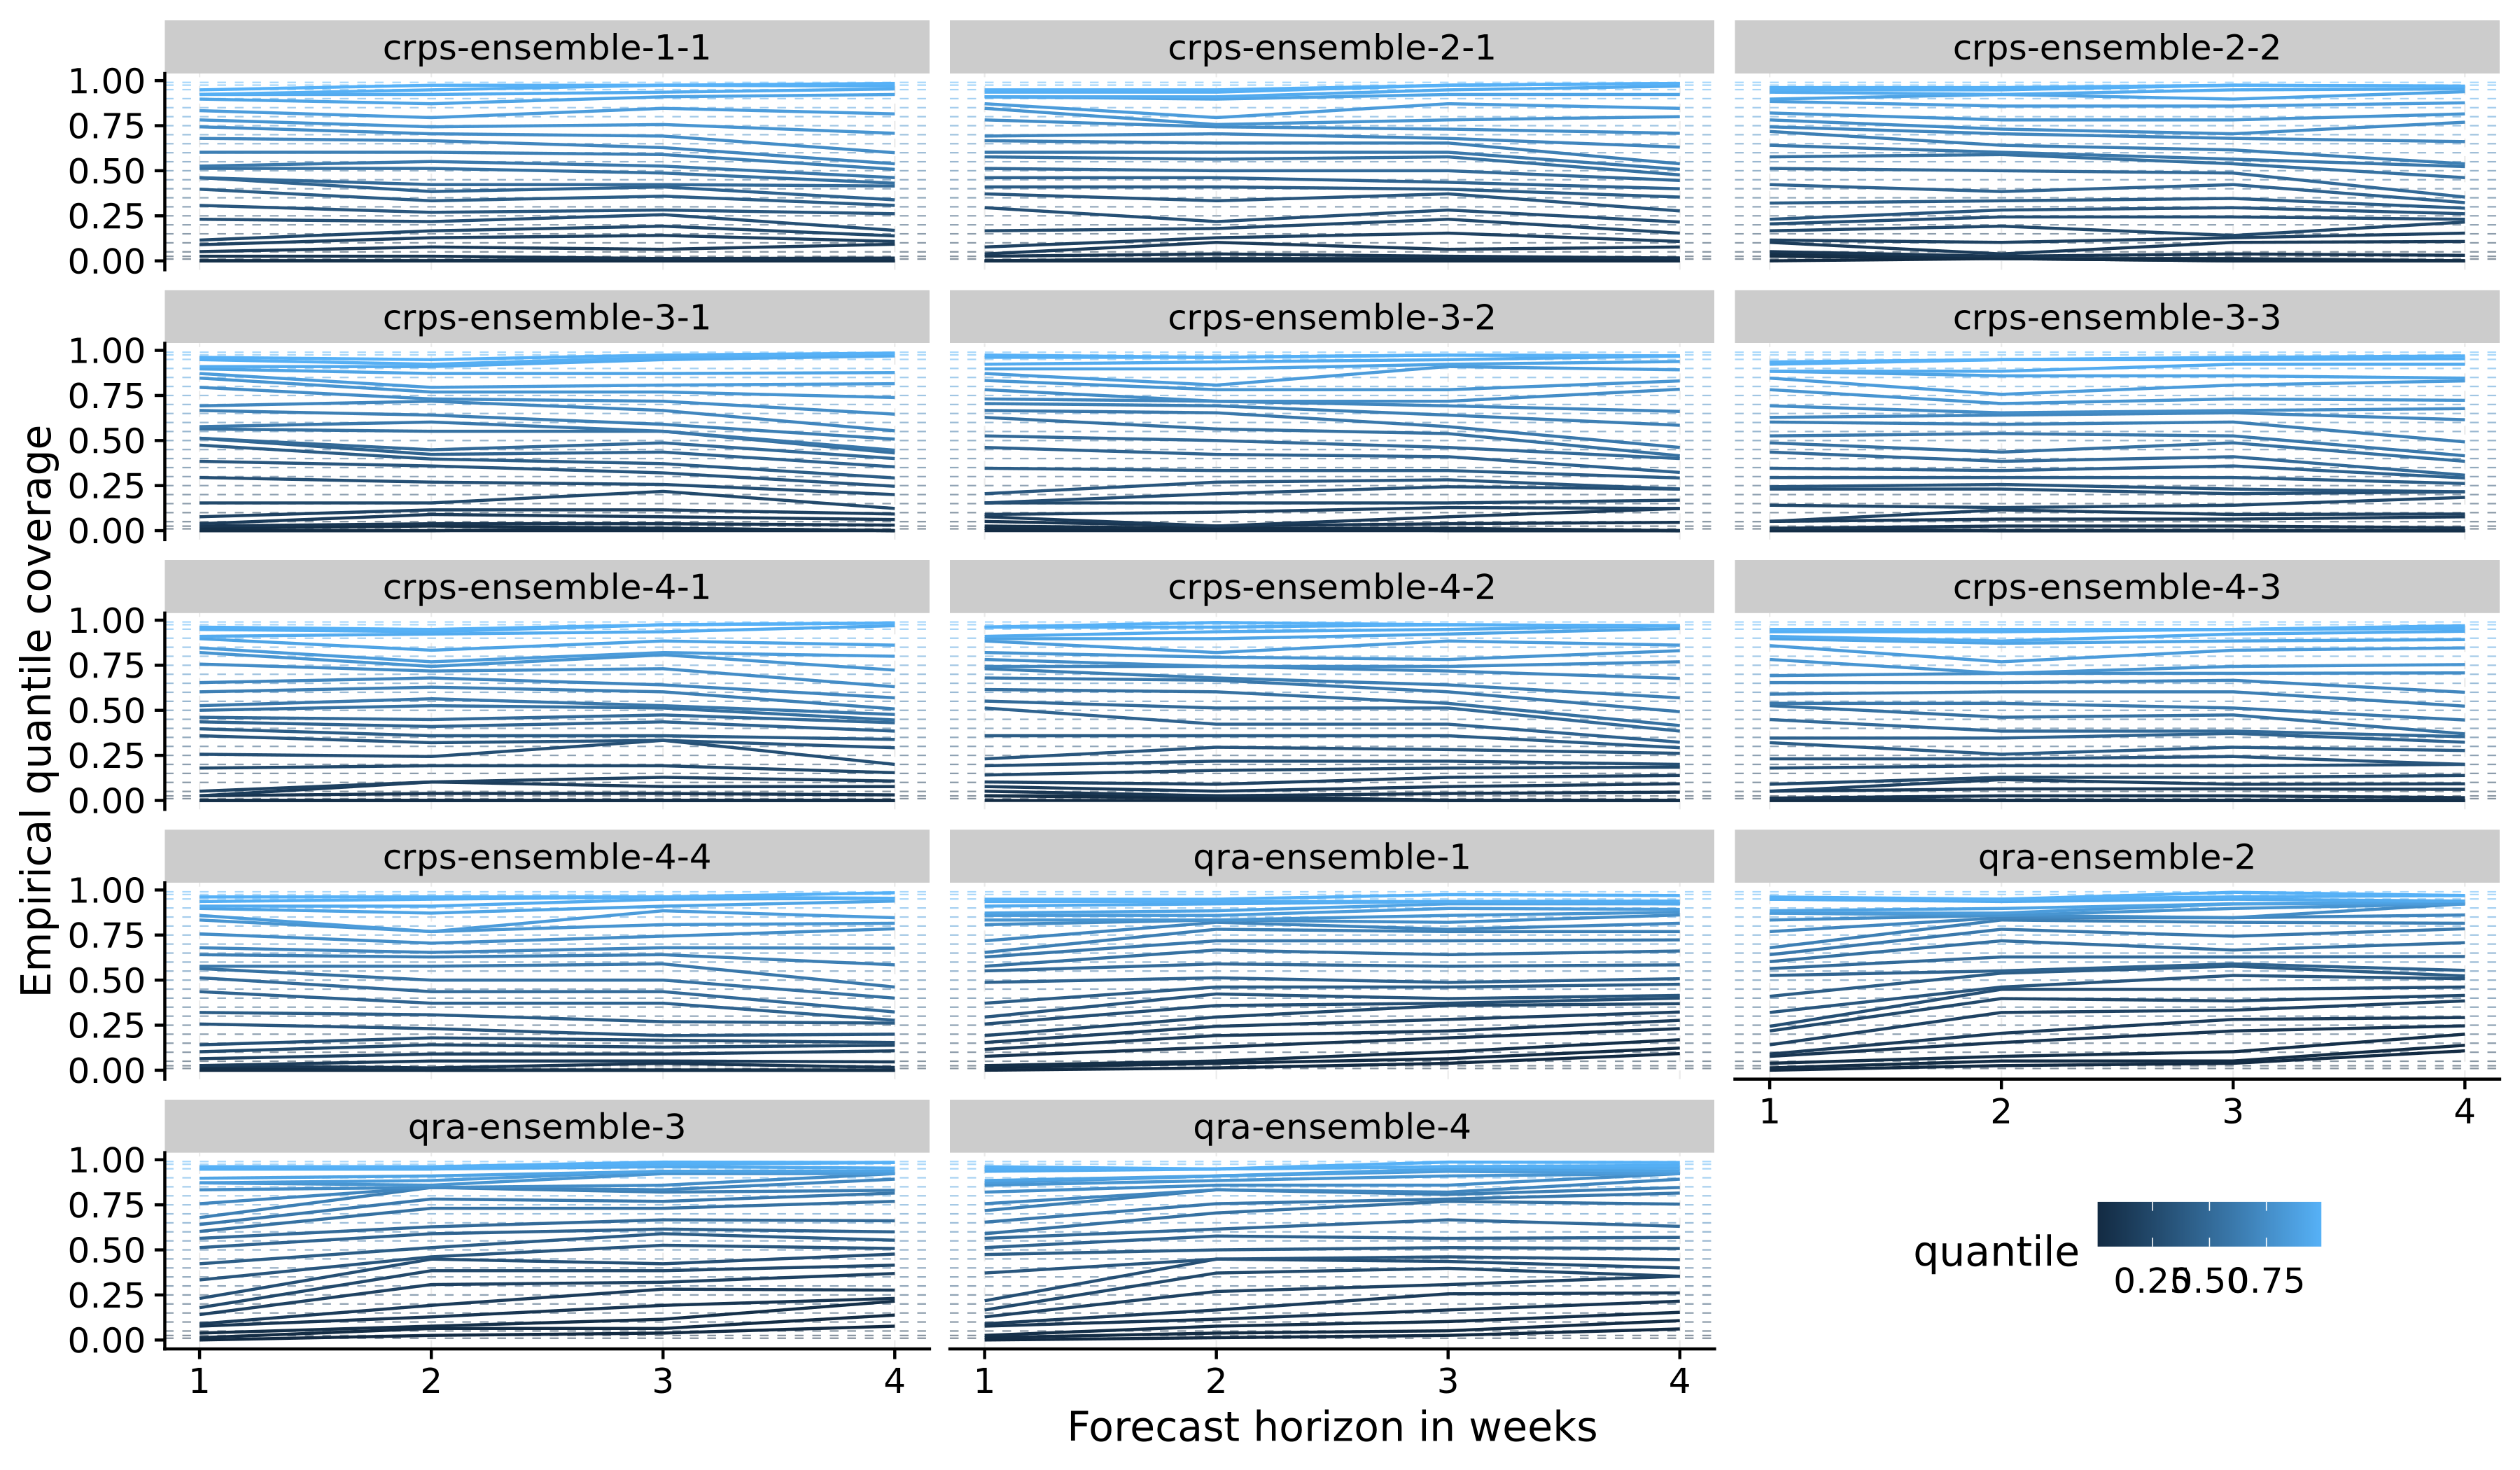 crps-ensemble-1-1
crps-ensemble-2-1
crps-ensemble-2-2
1.00
0.75
0.50
0.25
0.00
crps-ensemble-3-1
crps-ensemble-3-2
crps-ensemble-3-3
1.00
0.75
0.50
0.25
0.00
crps-ensemble-4-1
crps-ensemble-4-2
crps-ensemble-4-3
1.00
0.75
0.50
0.25
0.00
crps-ensemble-4-4
qra-ensemble-1
qra-ensemble-2
1.00
0.75
0.50
0.25
0.00
1 2 3 4
qra-ensemble-3
qra-ensemble-4
1.00
0.75
0.50
0.25
0.00
1 2 3 4
1 2 3 4
Empirical quantile coverage
Forecast horizon in weeks
quantile
0.25 0.50 0.75